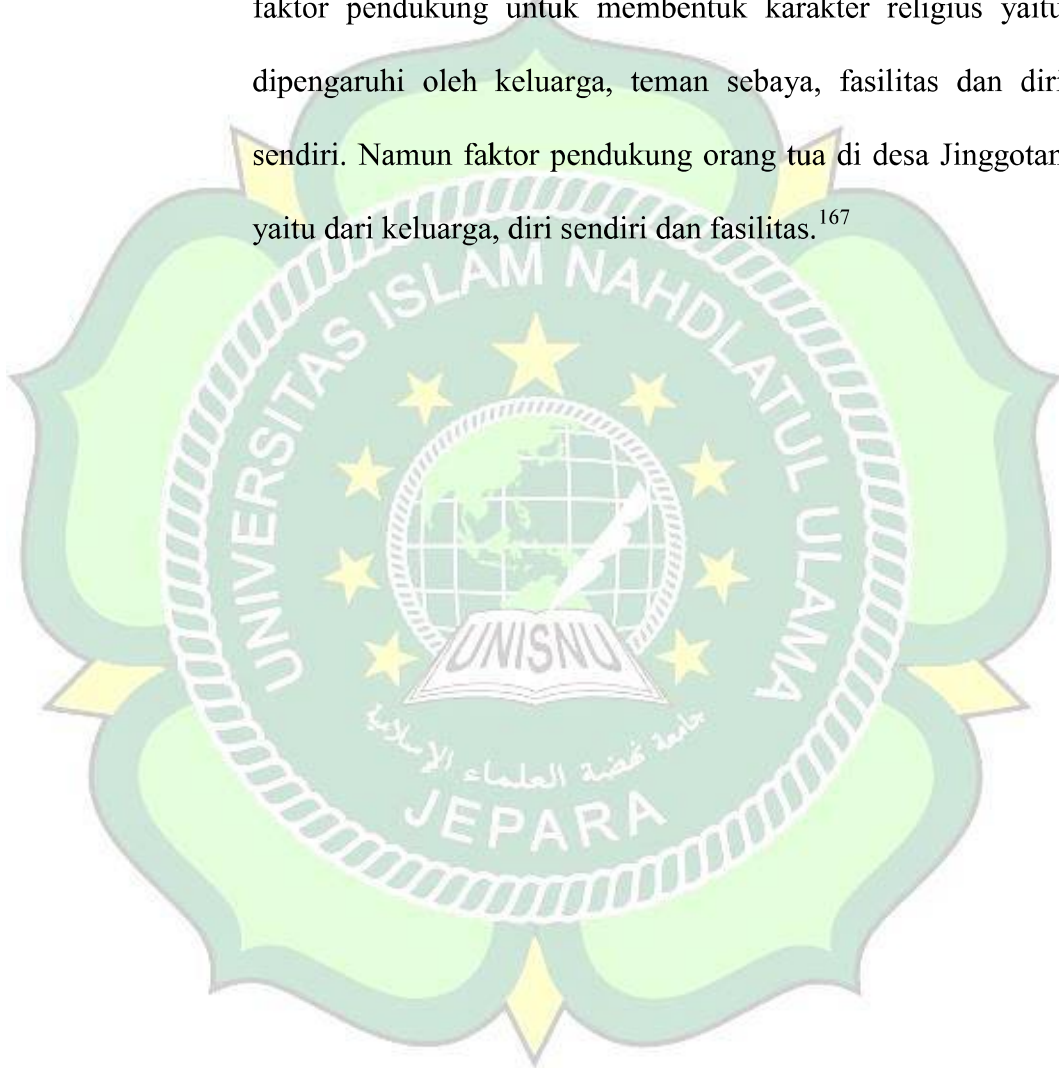 faktor pendukung untuk membentuk karakter religius yaitu
dipengaruhi oleh keluarga, teman sebaya, fasilitas dan diri
sendiri. Namun faktor pendukung orang tua di desa Jinggotan
yaitu dari keluarga, diri sendiri dan fasilitas.167
UNIVERSITAS ISLAM NAHDLATUL ULAMA
UNISNU
جامعة نهضة العلماء الإسلامية
JEPARA